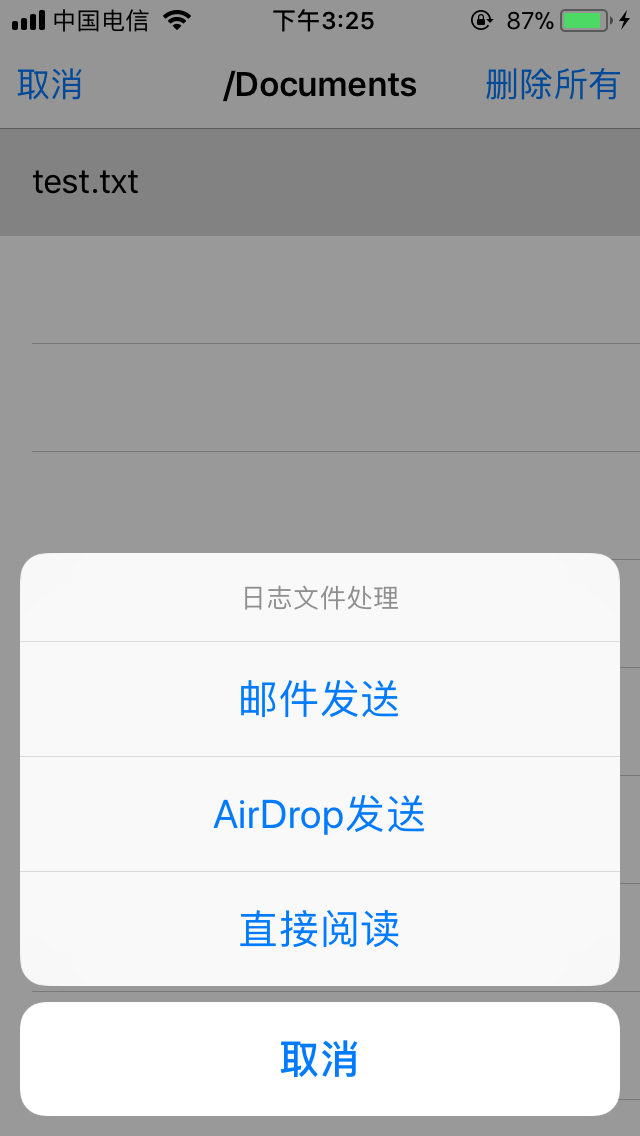 中国电信 下午3:25 87%
取消 /Documents 删除所有
test.txt
日志文件处理
邮件发送
AirDrop发送
直接阅读
取消